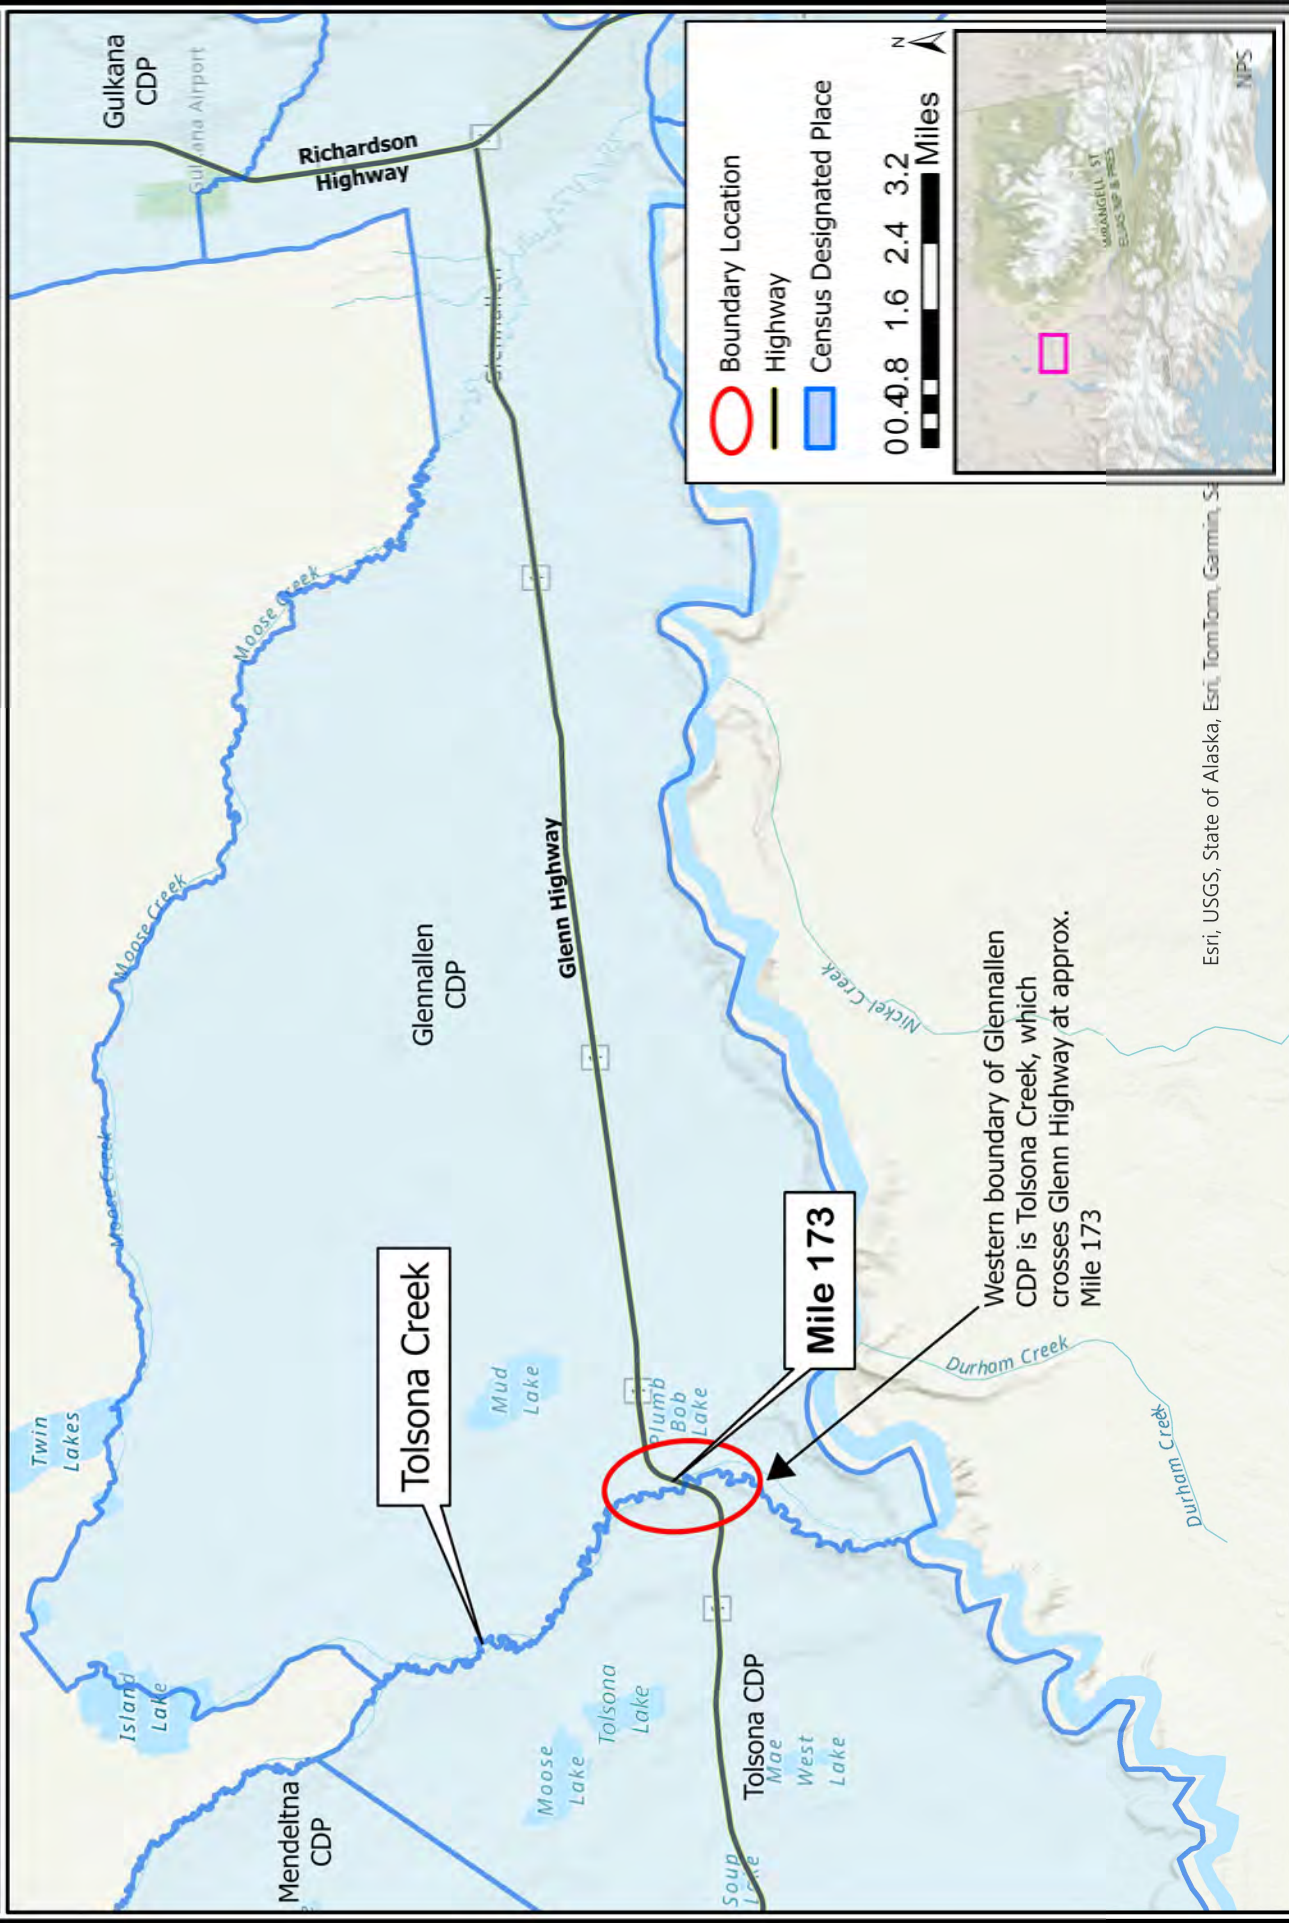 Gulkana
CDP
Gulkana Airport
Richardson
Highway
Glennallen
Moose Creek
Moose Creek
Moose Creek
Glenn Highway
Glennallen
CDP
Twin
Lakes
Island
Lake
Mendeltna
CDP
Tolsona Creek
Mud
Lake
Plumb
Bob
Lake
Mile 173
Moose
Lake
Tolsona
Lake
Tolsona CDP
Mae
West
Lake
Soup
Lake
Nickel Creek
Durham Creek
Durham Creek
Western boundary of Glennallen
CDP is Tolsona Creek, which
crosses Glenn Highway at approx.
Mile 173
Boundary Location
Highway
Census Designated Place
N
0 0.4 0.8 1.6 2.4 3.2
Miles
WRANGELL ST
ELIAS NP & PRES
NPS
Esri, USGS, State of Alaska, Esri, TomTom, Garmin, Sa